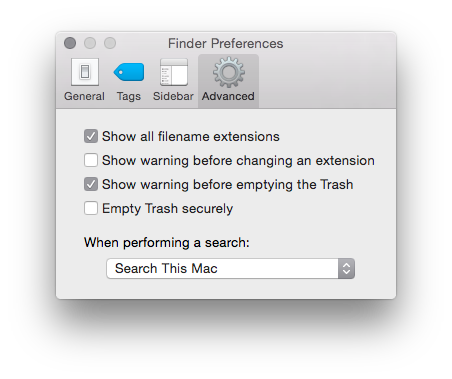 Finder Preferences
General Tags Sidebar Advanced
Show all filename extensions
Show warning before changing an extension
Show warning before emptying the Trash
Empty Trash securely
When performing a search:
Search This Mac